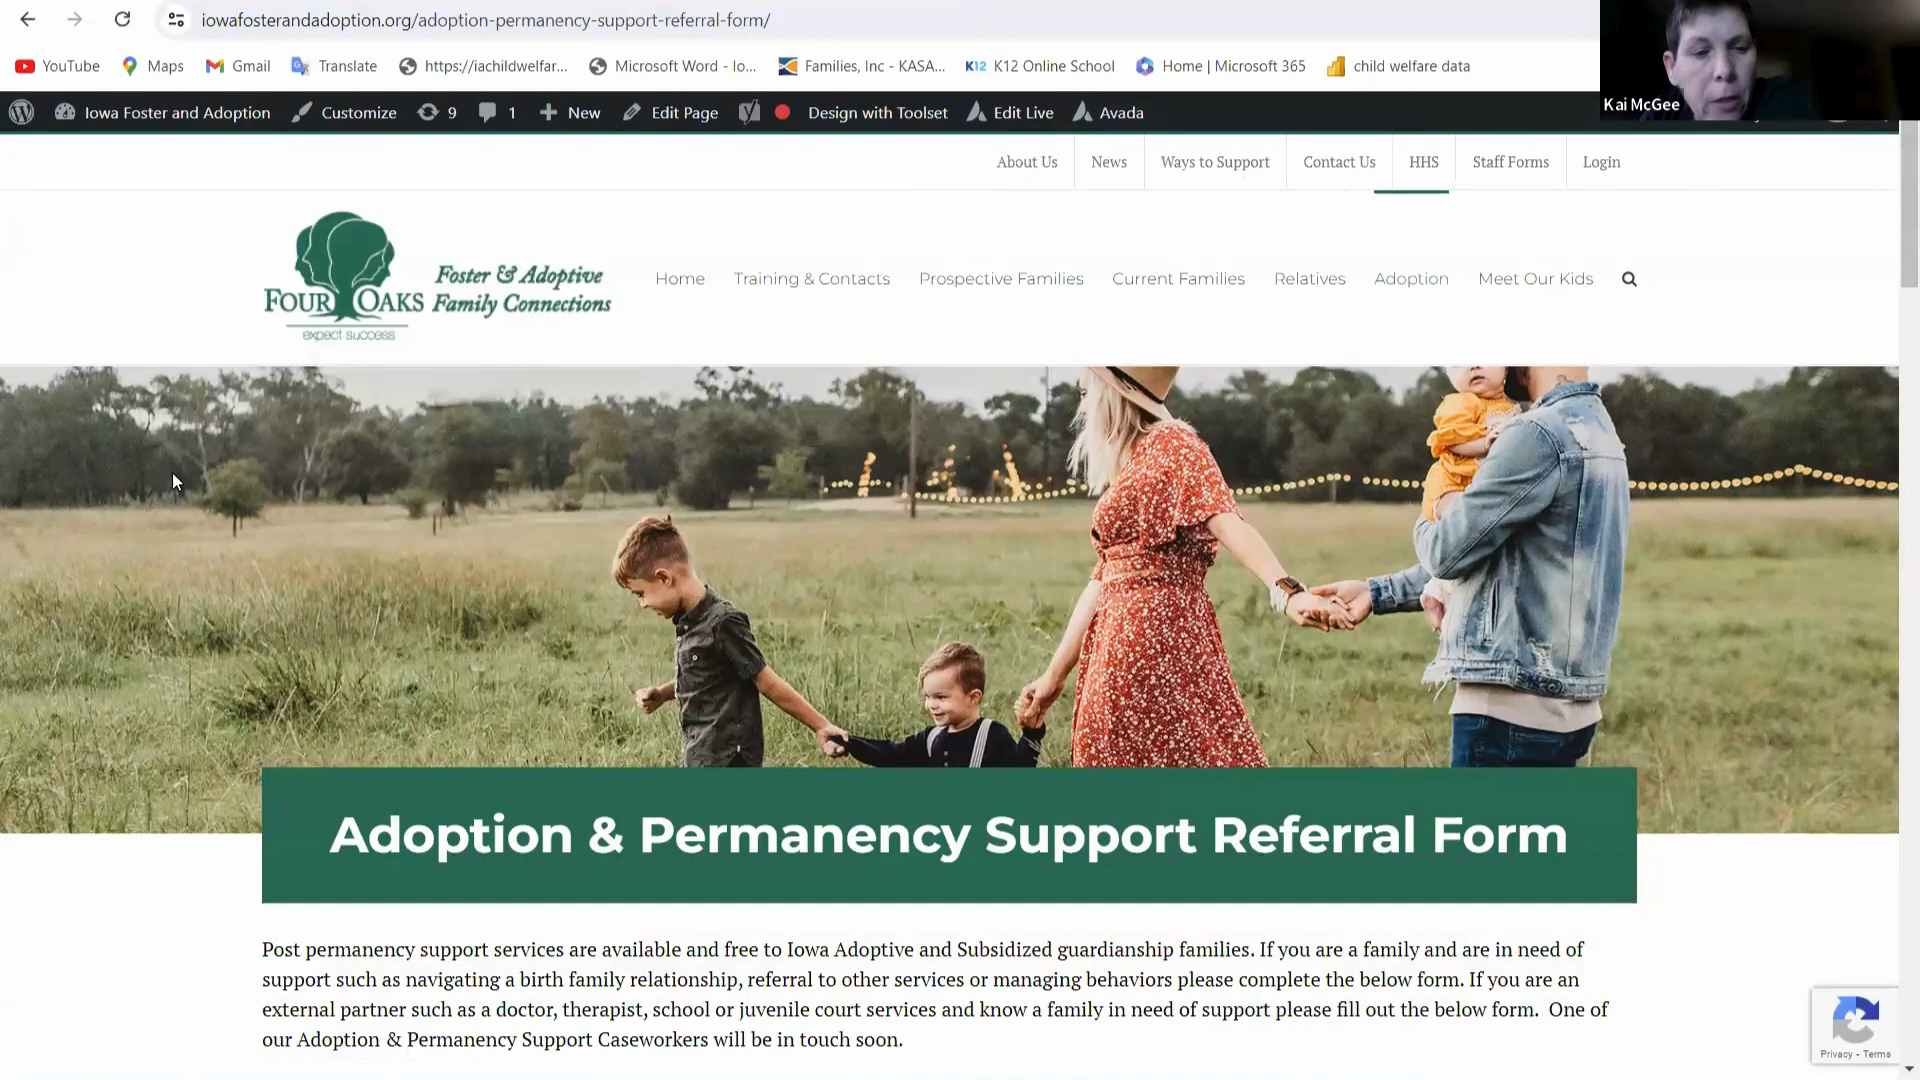 iowafosterandadoption.org/adoption-permanency-support-referral-form/
YouTube Maps Gmail Translate https://iachildwelfar... Microsoft Word - Io... Families, Inc - KASA... K12 K12 Online School Home | Microsoft 365 child welfare data
Kai McGee
Iowa Foster and Adoption Customize 9 1 New Edit Page Design with Toolset Edit Live Avada
About Us News Ways to Support Contact Us HHS Staff Forms Login
FOUR OAKS
expect success
Foster & Adoptive
Family Connections
Home Training & Contacts Prospective Families Current Families Relatives Adoption Meet Our Kids
Adoption & Permanency Support Referral Form
Post permanency support services are available and free to Iowa Adoptive and Subsidized guardianship families. If you are a family and are in need of
support such as navigating a birth family relationship, referral to other services or managing behaviors please complete the below form. If you are an
external partner such as a doctor, therapist, school or juvenile court services and know a family in need of support please fill out the below form. One of
our Adoption & Permanency Support Caseworkers will be in touch soon.
Privacy - Terms